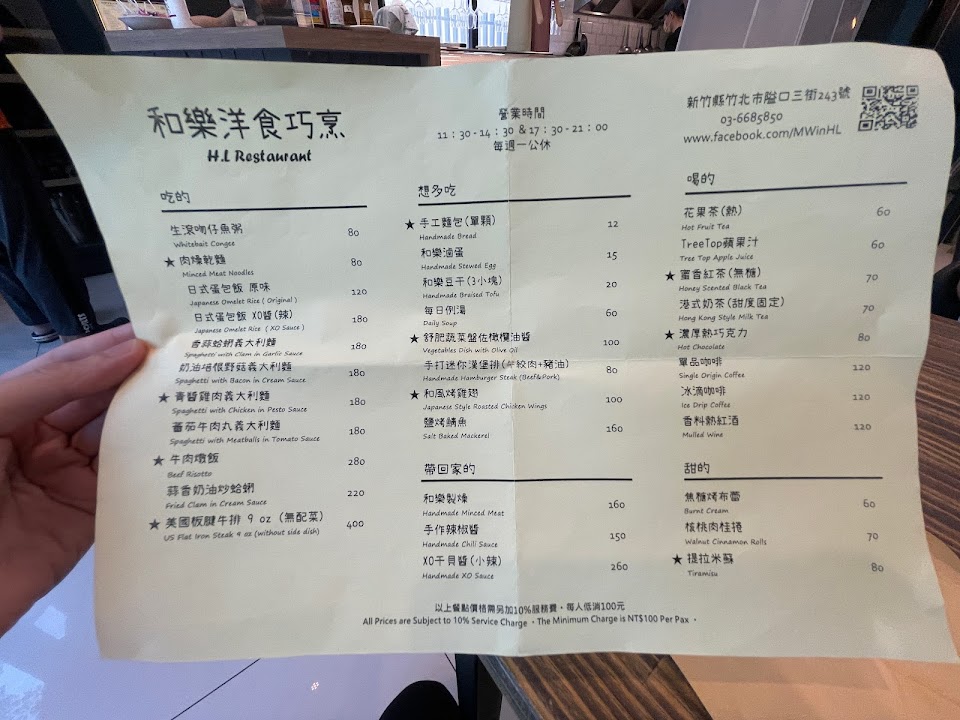 和樂洋食巧烹
H.L Restaurant
營業時間
11：30-14：30 & 17：30-21：00
每週一公休
新竹縣竹北市隘口三街243號
03-6685850
www.facebook.com/MWinHL
吃的
生滾吻仔魚粥 80
Whitebait Congee
★ 肉燥乾麵 80
Minced Meat Noodles
日式蛋包飯 原味 120
Japanese Omelet Rice ( Original )
日式蛋包飯 XO醬(辣) 180
Japanese Omelet Rice ( XO Sauce )
香蒜蛤蜊義大利麵 180
Spaghetti with Clam in Garlic Sauce
奶油培根野菇義大利麵 180
Spaghetti with Bacon in Cream Sauce
★ 青醬雞肉義大利麵 180
Spaghetti with Chicken in Pesto Sauce
蕃茄牛肉丸義大利麵 180
Spaghetti with Meatballs in Tomato Sauce
★ 牛肉燉飯 280
Beef Risotto
蒜香奶油炒蛤蜊 220
Fried Clam in Cream Sauce
★ 美國板腱牛排 9 oz (無配菜) 400
US Flat Iron Steak 9 oz (without side dish)
想多吃
★ 手工麵包(單顆) 12
Handmade Bread
和樂滷蛋 15
Handmade Stewed Egg
和樂豆干(3小塊) 20
Handmade Braised Tofu
每日例湯 60
Daily Soup
★ 舒肥蔬菜盤佐橄欖油醬 100
Vegetables Dish with Olive Oil
手打迷你漢堡排(牛絞肉+豬油) 80
Handmade Hamburger Steak (Beef&Pork)
★ 和風烤雞翅 100
Japanese Style Roasted Chicken Wings
鹽烤鯖魚 160
Salt Baked Mackerel
帶回家的
和樂製燥 160
Handmade Minced Meat
手作辣椒醬 150
Handmade Chili Sauce
XO干貝醬(小辣) 260
Handmade XO Sauce
喝的
花果茶(熱) 60
Hot Fruit Tea
TreeTop蘋果汁 60
Tree Top Apple Juice
★ 蜜香紅茶(無糖) 70
Honey Scented Black Tea
港式奶茶(甜度固定) 70
Hong Kong Style Milk Tea
★ 濃厚熱巧克力 80
Hot Chocolate
單品咖啡 120
Single Origin Coffee
冰滴咖啡 120
Ice Drip Coffee
香料熱紅酒 120
Mulled Wine
甜的
焦糖烤布蕾 60
Burnt Cream
核桃肉桂捲 70
Walnut Cinnamon Rolls
★ 提拉米蘇 80
Tiramisu
以上餐點價格需另加10%服務費，每人低消100元
All Prices are Subject to 10% Service Charge，The Minimum Charge is NT$100 Per Pax．